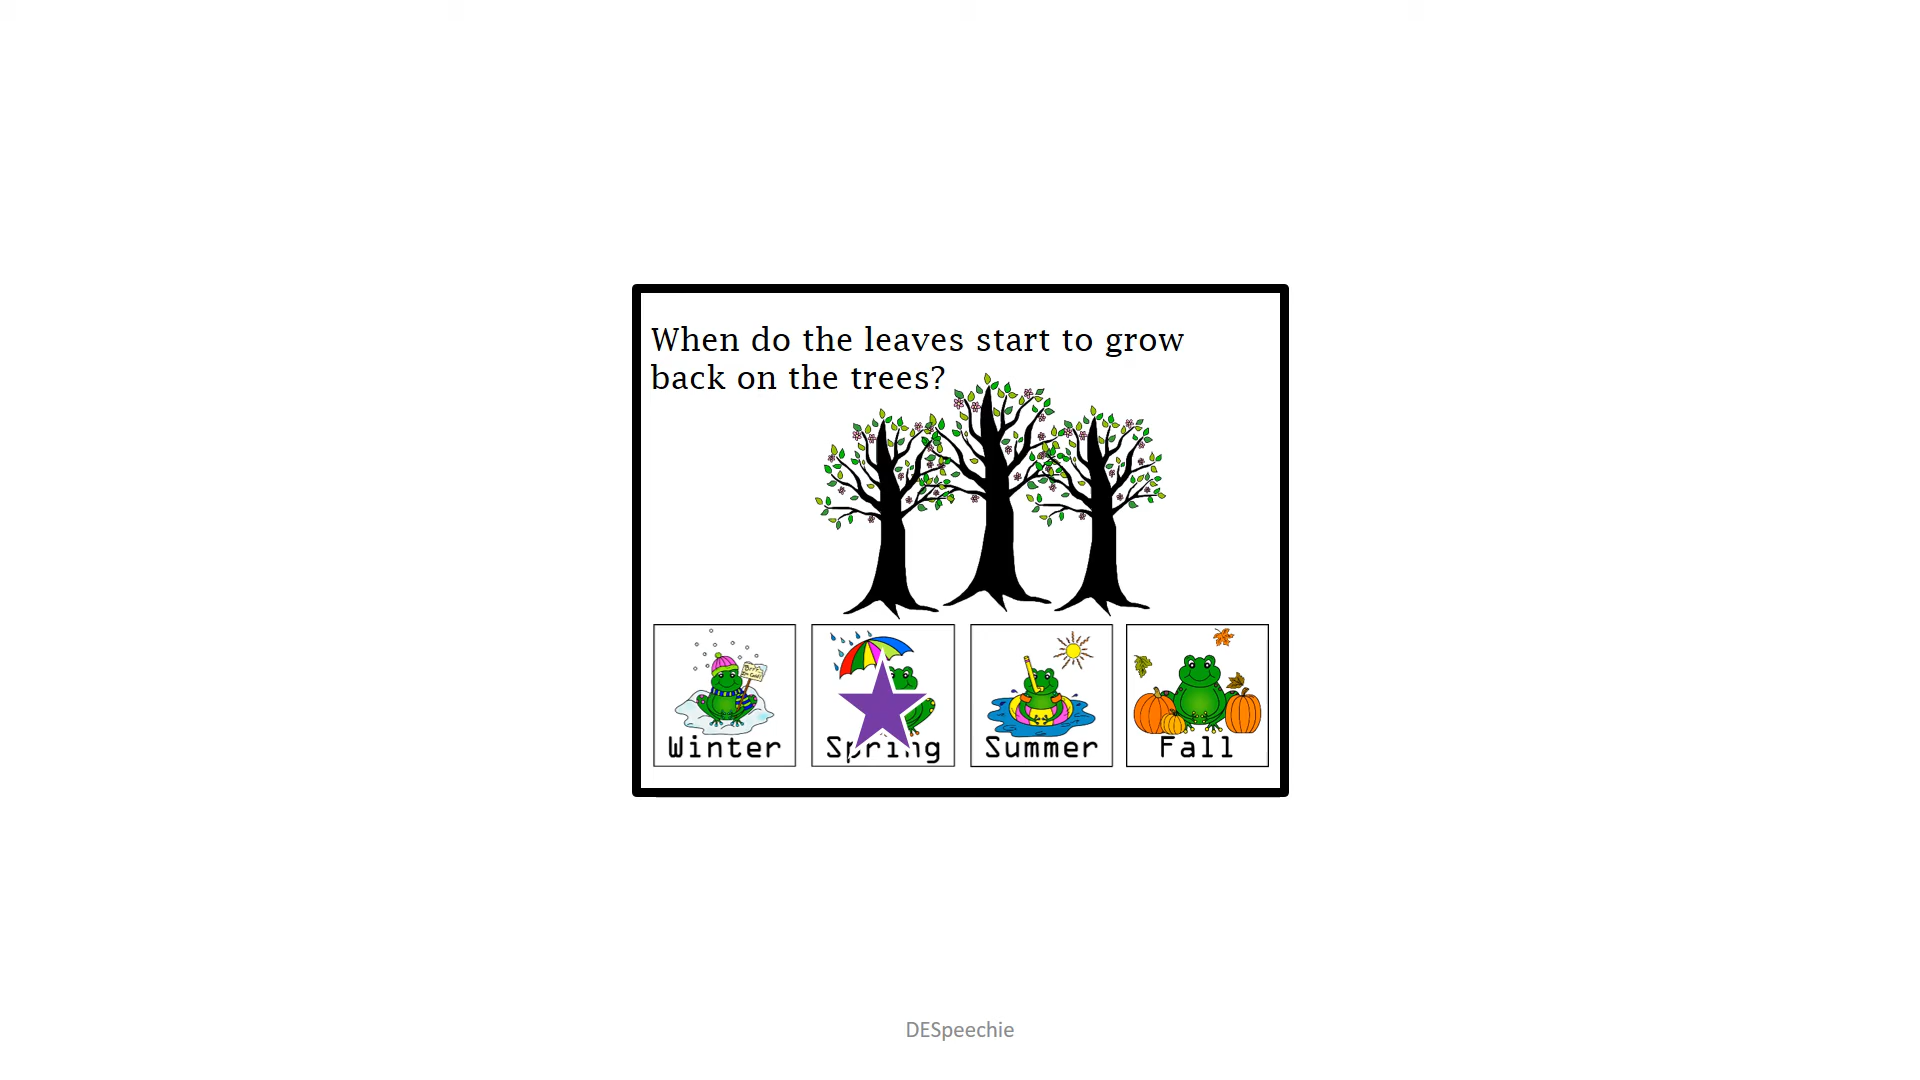 When do the leaves start to grow
back on the trees?
Winter
Spring
Summer
Fall
DESpeechie